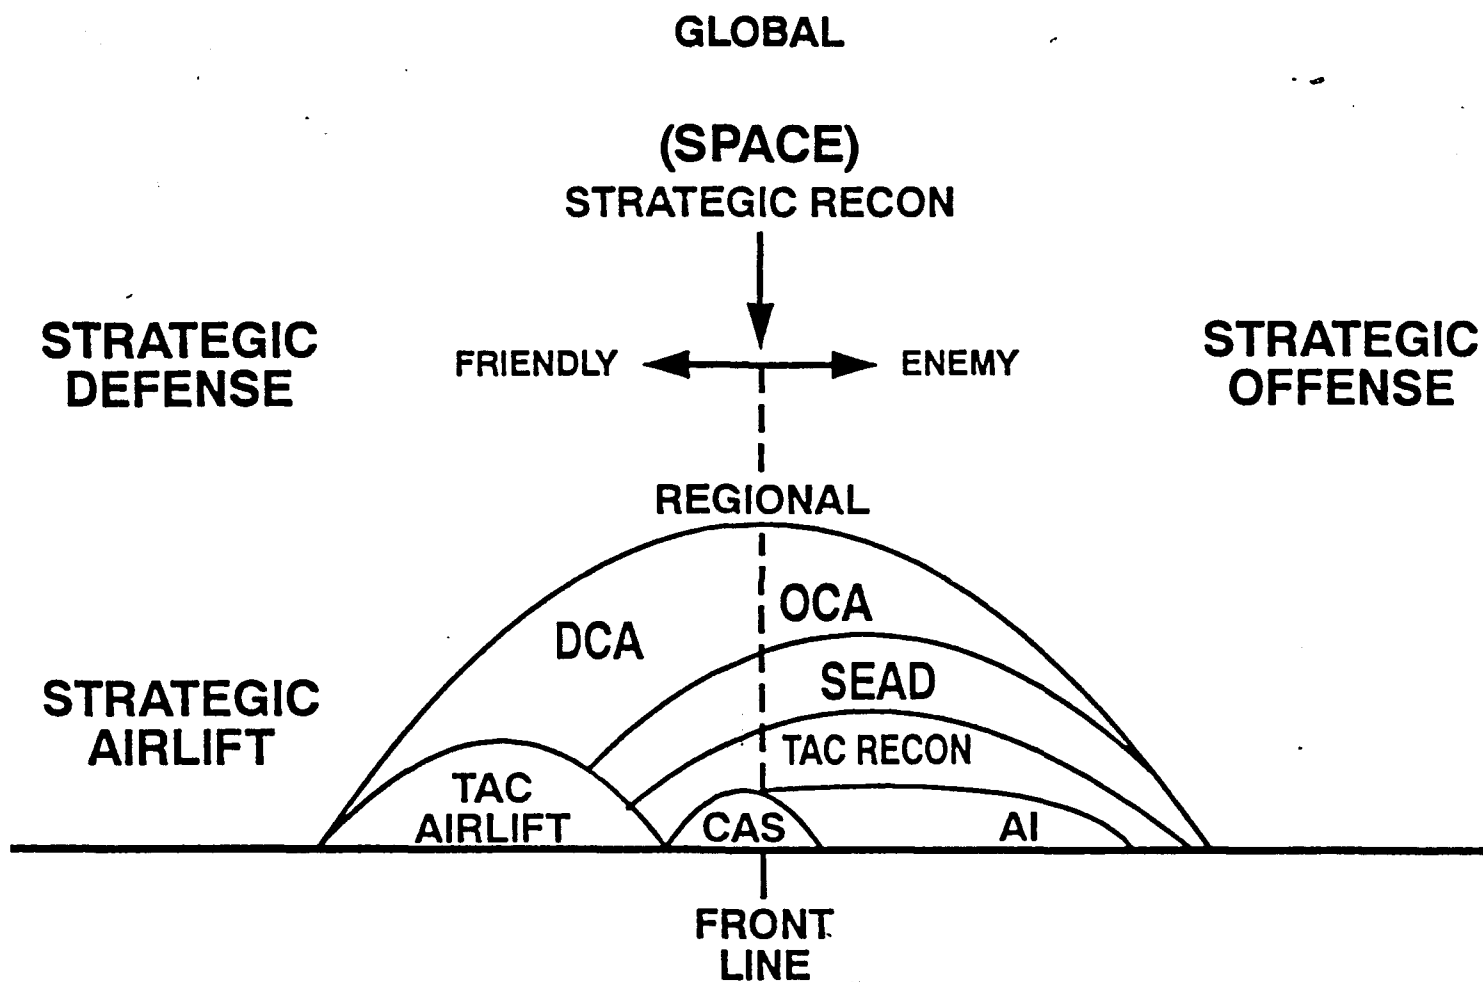 GLOBAL
(SPACE)
STRATEGIC RECON
STRATEGIC
DEFENSE
FRIENDLY
ENEMY
STRATEGIC
OFFENSE
REGIONAL
OCA
DCA
SEAD
STRATEGIC
AIRLIFT
TAC RECON
TAC
AIRLIFT
CAS
AI
FRONT
LINE